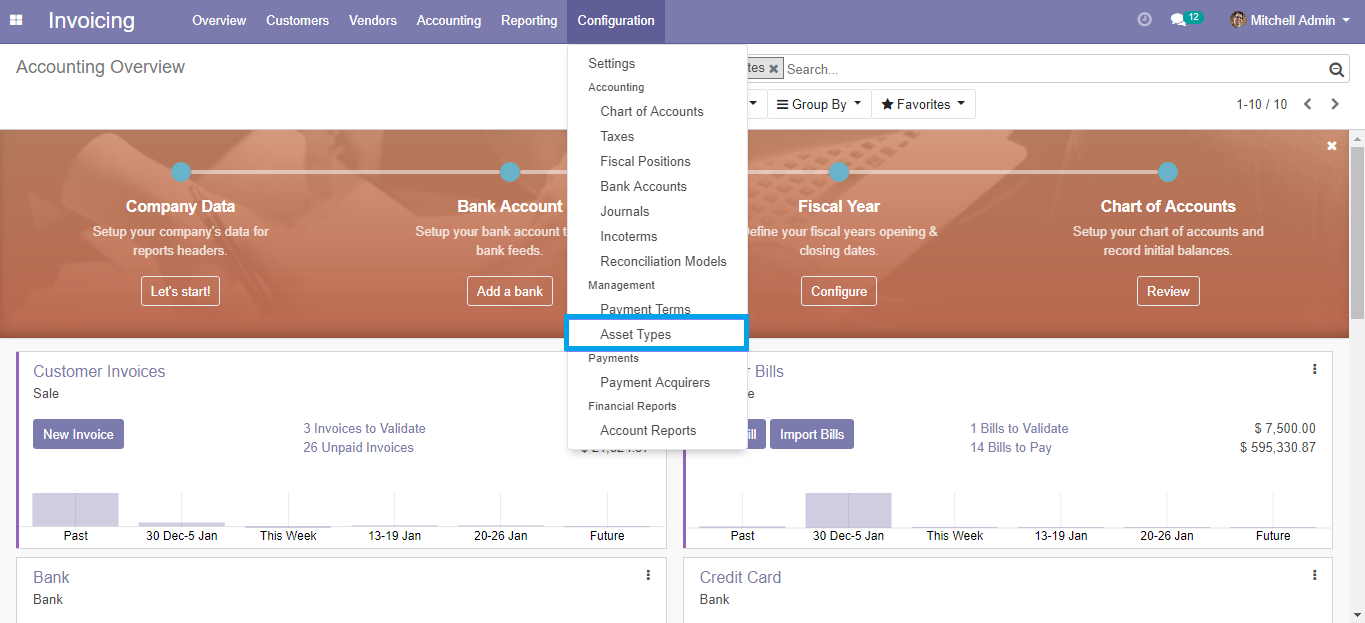 Invoicing
Overview Customers Vendors Accounting Reporting Configuration
12 Mitchell Admin
Accounting Overview
Search...
Group By Favorites
1-10 / 10
Settings
Accounting
Chart of Accounts
Taxes
Fiscal Positions
Bank Accounts
Journals
Incoterms
Reconciliation Models
Management
Payment Terms
Asset Types
Payments
Payment Acquirers
Financial Reports
Account Reports
Company Data
Setup your company's data for
reports headers.
Let's start!
Bank Account
Setup your bank account
bank feeds.
Add a bank
Fiscal Year
efine your fiscal years opening &
closing dates.
Configure
Chart of Accounts
Setup your chart of accounts and
record initial balances.
Review
Customer Invoices
Sale
New Invoice
3 Invoices to Validate
26 Unpaid Invoices
Past 30 Dec-5 Jan This Week 13-19 Jan 20-26 Jan Future
Bills
Import Bills
1 Bills to Validate $ 7,500.00
14 Bills to Pay $ 595,330.87
Past 30 Dec-5 Jan This Week 13-19 Jan 20-26 Jan Future
Bank
Bank
Credit Card
Bank